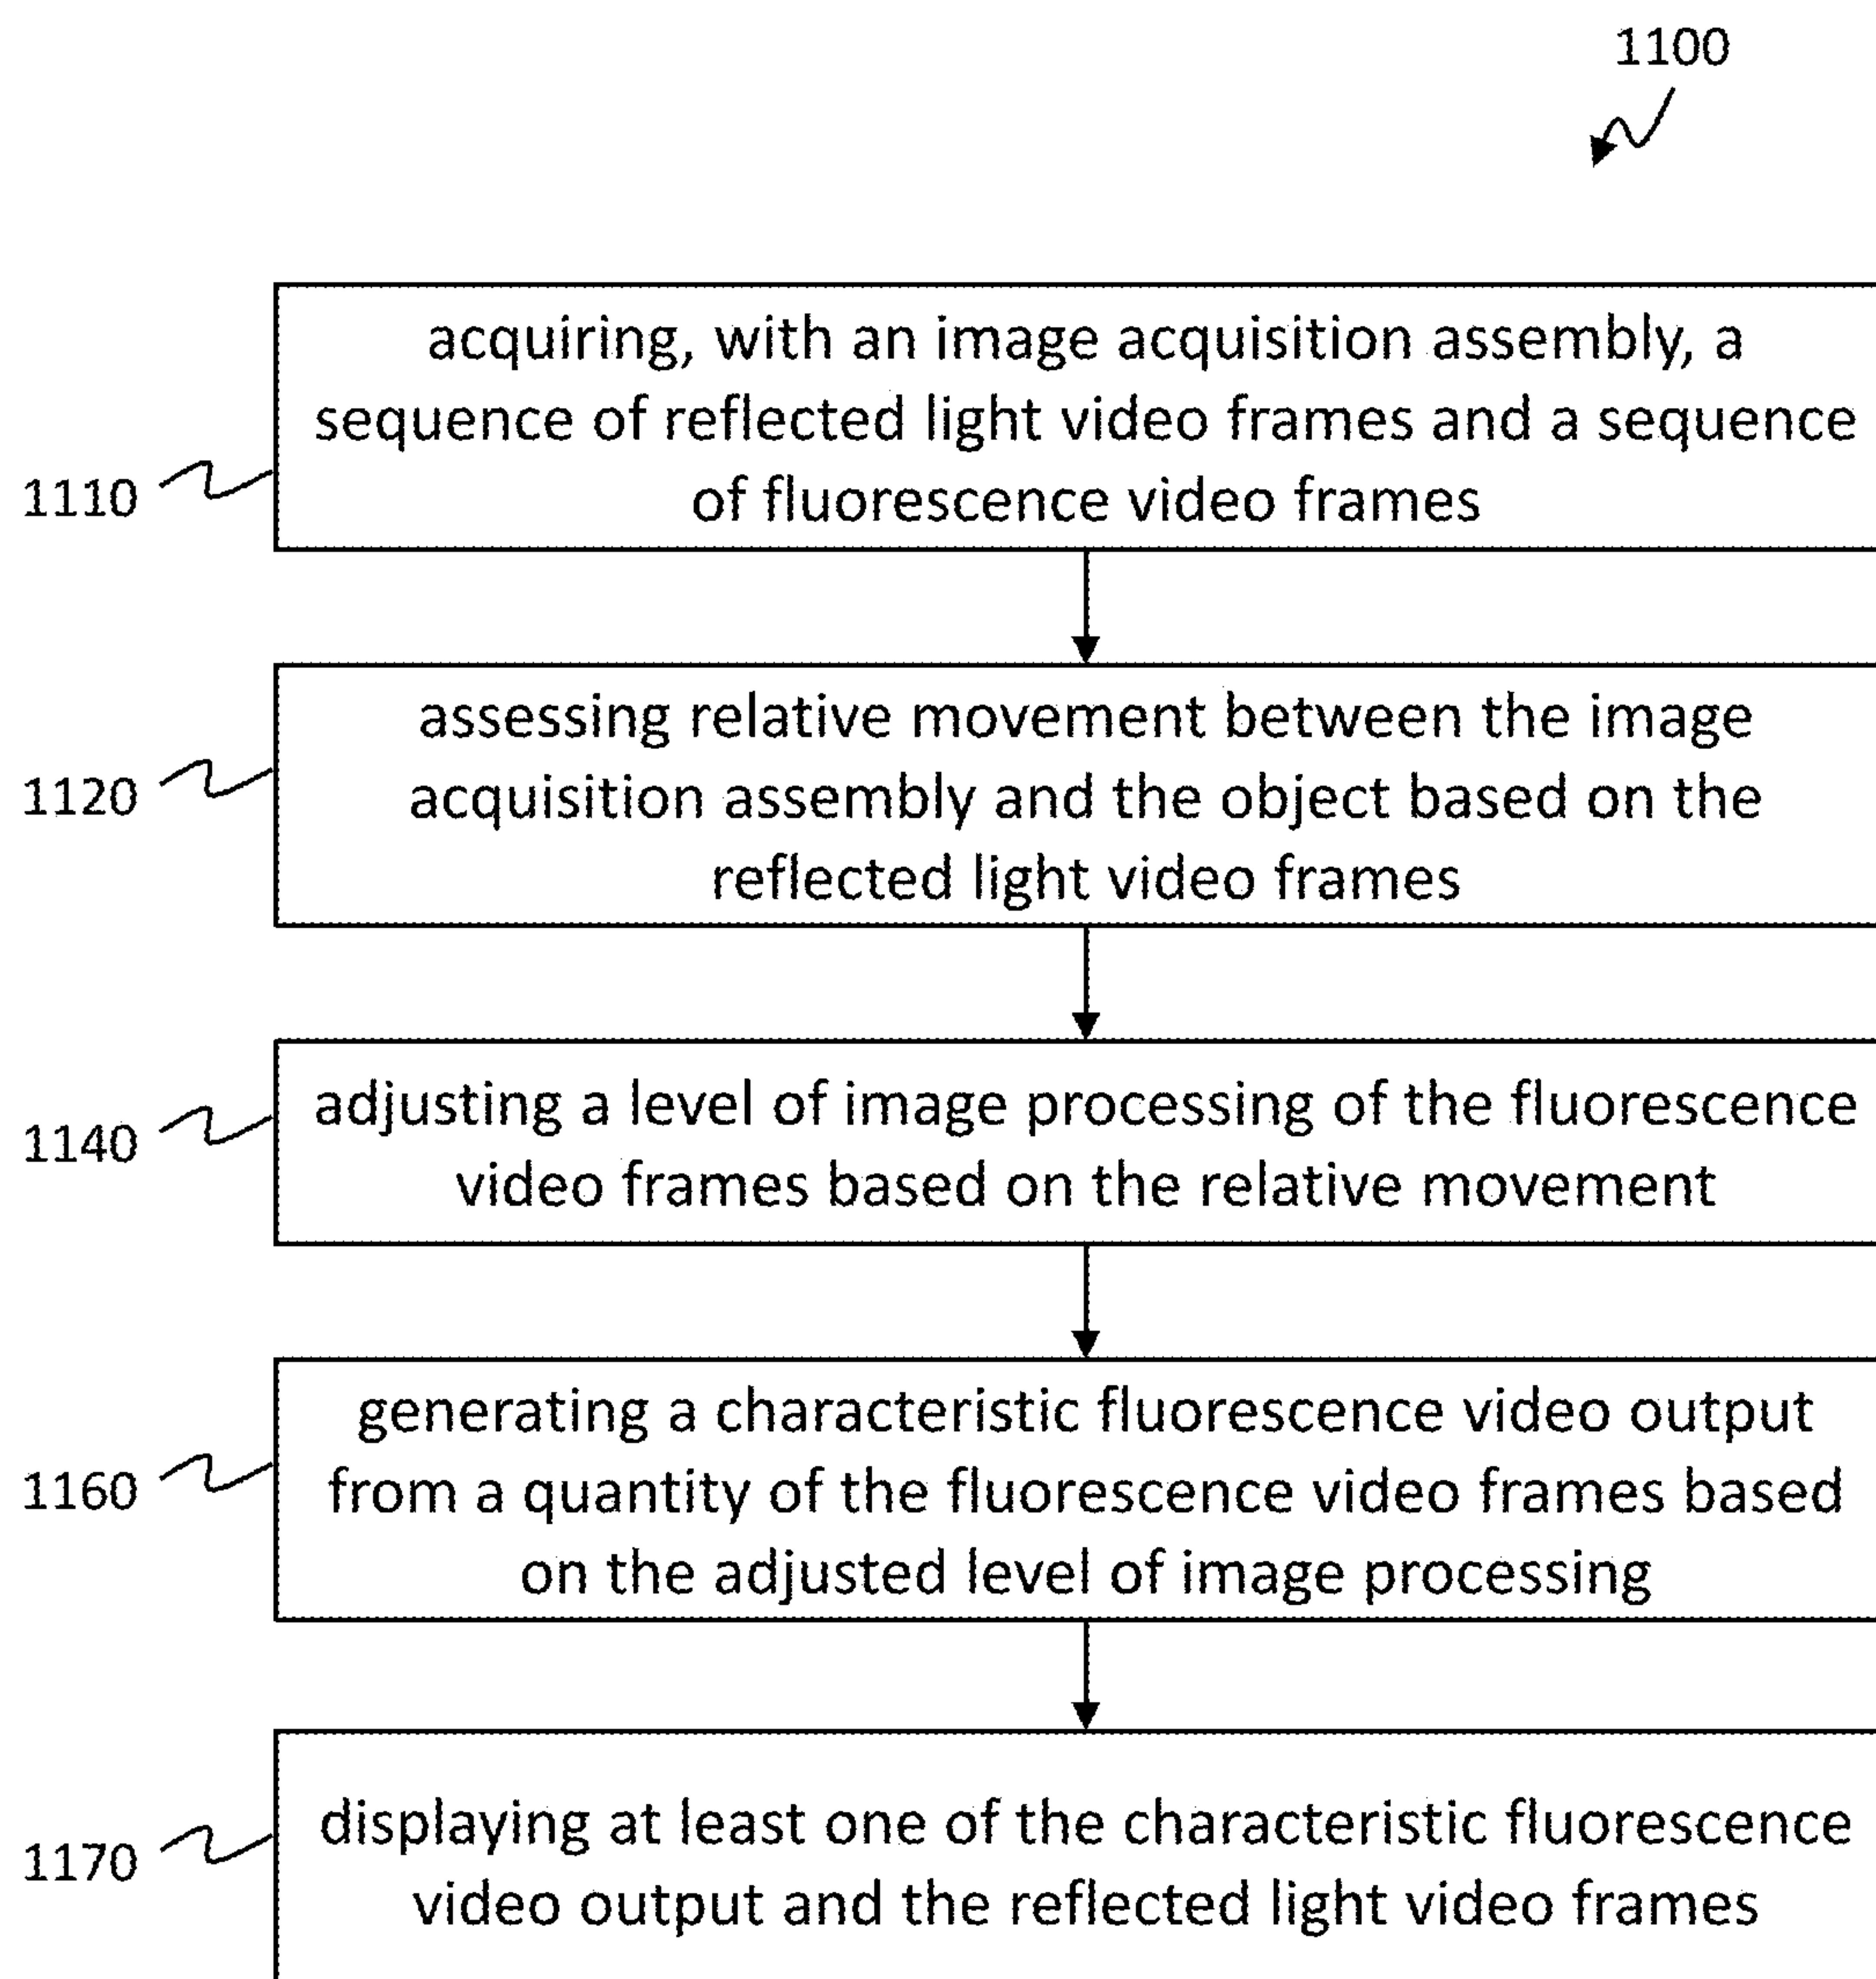 1100
acquiring, with an image acquisition assembly, a
sequence of reflected light video frames and a sequence
of fluorescence video frames
1110
assessing relative movement between the image
acquisition assembly and the object based on the
reflected light video frames
1120
adjusting a level of image processing of the fluorescence
video frames based on the relative movement
1140
generating a characteristic fluorescence video output
from a quantity of the fluorescence video frames based
on the adjusted level of image processing
1160
displaying at least one of the characteristic fluorescence
video output and the reflected light video frames
1170